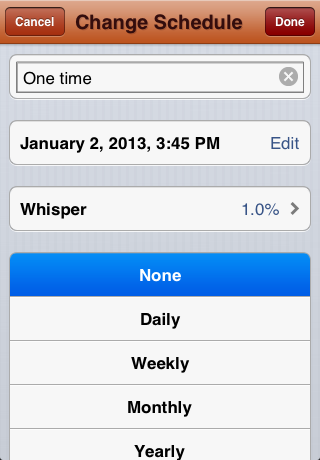 Cancel Change Schedule Done
One time
January 2, 2013, 3:45 PM Edit
Whisper 1.0%
None
Daily
Weekly
Monthly
Yearly